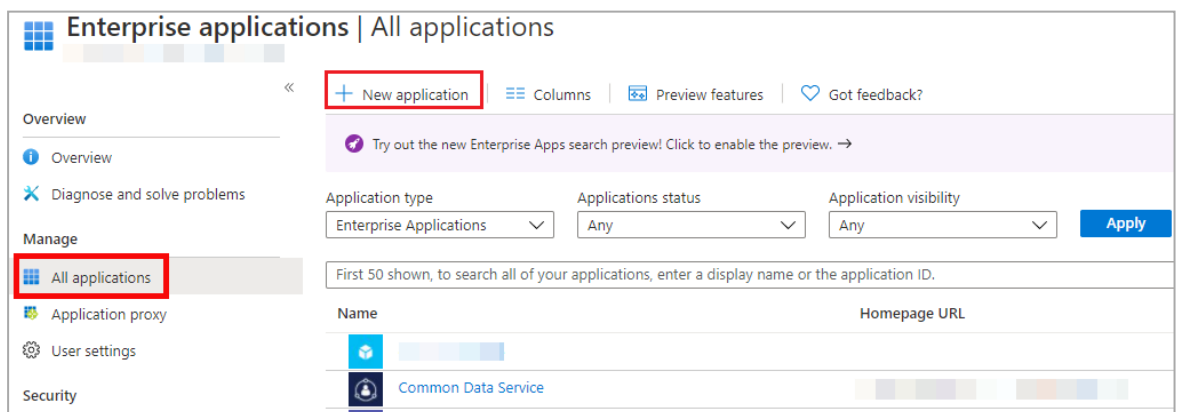 Enterprise applications | All applications
«
Overview
Overview
Diagnose and solve problems
Manage
All applications
Application proxy
User settings
Security
New application
Columns
Preview features
Got feedback?
Try out the new Enterprise Apps search preview! Click to enable the preview. →
Application type
Applications status
Application visibility
Enterprise Applications
Any
Any
Apply
First 50 shown, to search all of your applications, enter a display name or the application ID.
Name
Homepage URL
Common Data Service